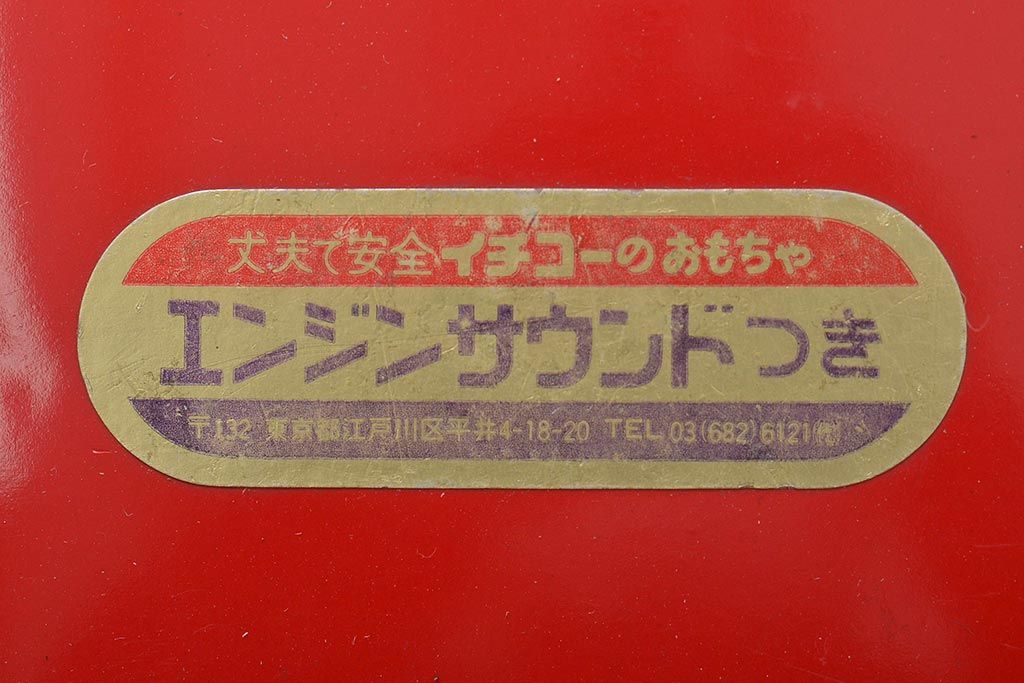 丈夫で安全イチコーのおもちゃ
エンジンサウンドつき
〒132 東京都江戸川区平井4-18-20 TEL 03(682)6121(代)